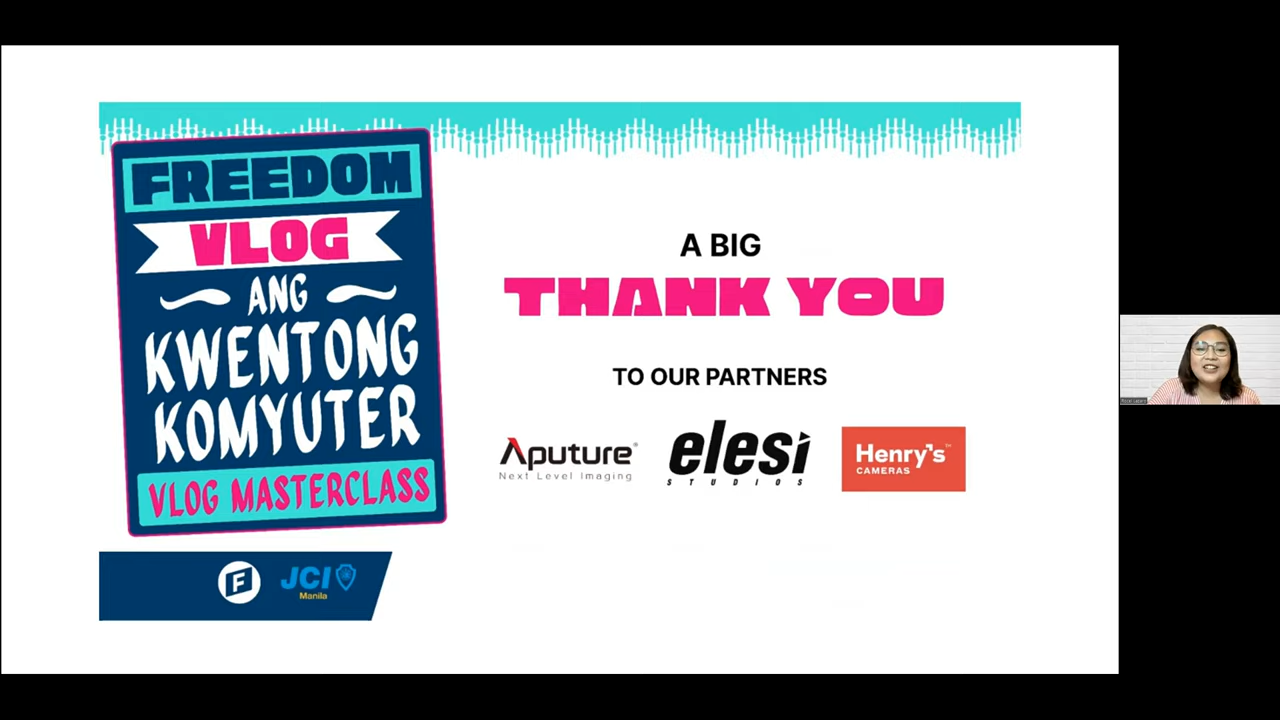 FREEDOM
VLOG
ANG
KWENTONG
KOMYUTER
VLOG MASTERCLASS
F
JCI
Manila
A BIG
THANK YOU
TO OUR PARTNERS
Aputure®
Next Level Imaging
elesi
STUDIOS
Henry's™
CAMERAS